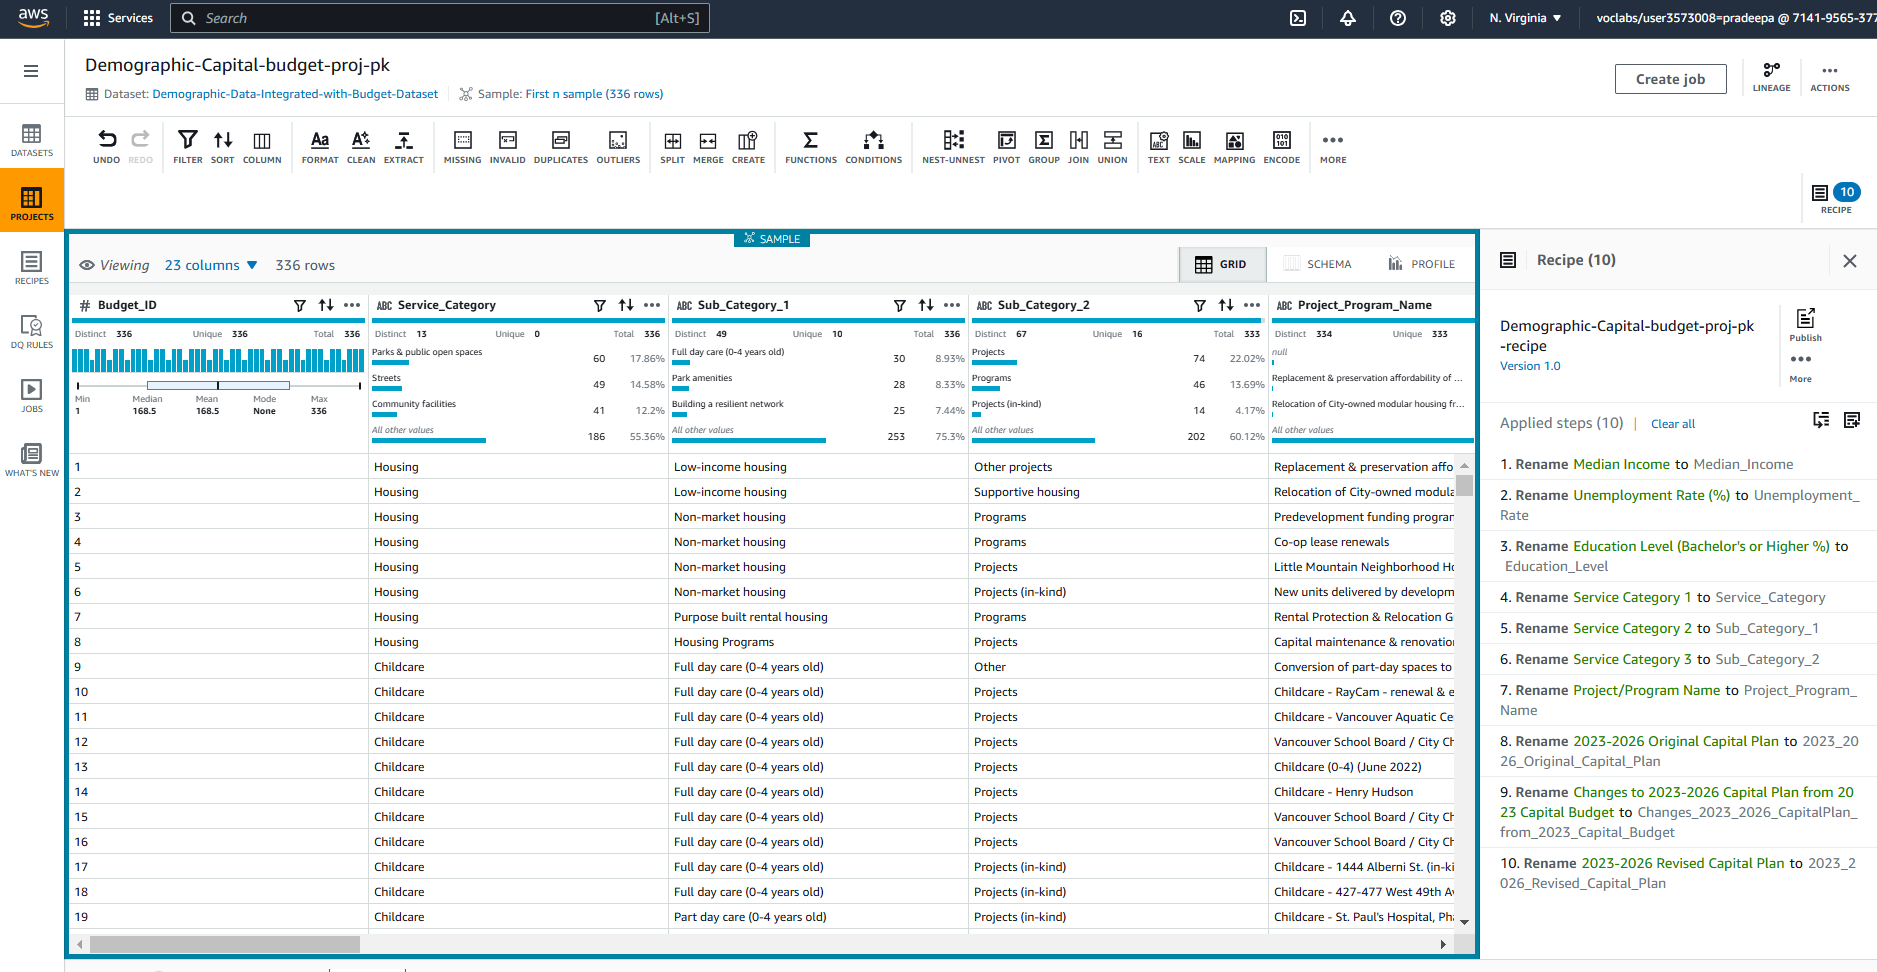 aws
Services
Search
[Alt+S]
N. Virginia ▼
voclabs/user3573008=pradeepa @ 7141-9565-377
Demographic-Capital-budget-proj-pk
Dataset: Demographic-Data-Integrated-with-Budget-Dataset
Sample: First n sample (336 rows)
Create job
LINEAGE
ACTIONS
DATASETS
PROJECTS
RECIPES
DQ RULES
JOBS
WHAT'S NEW
UNDO REDO FILTER SORT COLUMN FORMAT CLEAN EXTRACT MISSING INVALID DUPLICATES OUTLIERS SPLIT MERGE CREATE FUNCTIONS CONDITIONS NEST-UNNEST PIVOT GROUP JOIN UNION TEXT SCALE MAPPING ENCODE MORE
10
RECIPE
SAMPLE
Viewing 23 columns ▼ 336 rows
GRID SCHEMA PROFILE
# Budget_ID ABC Service_Category ABC Sub_Category_1 ABC Sub_Category_2 ABC Project_Program_Name
Distinct 336 Unique 336 Total 336 Distinct 13 Unique 0 Total 336 Distinct 49 Unique 10 Total 336 Distinct 67 Unique 16 Total 333 Distinct 334 Unique 333
Parks & public open spaces 60 17.86% Full day care (0-4 years old) 30 8.93% Projects 74 22.02% null
Streets 49 14.58% Park amenities 28 8.33% Programs 46 13.69% Replacement & preservation affordability of ...
Min Median Mean Mode Max
1 168.5 168.5 None 336
Community facilities 41 12.2% Building a resilient network 25 7.44% Projects (in-kind) 14 4.17% Relocation of City-owned modular housing fr...
All other values 186 55.36% All other values 253 75.3% All other values 202 60.12% All other values
1 Housing Low-income housing Other projects Replacement & preservation affo
2 Housing Low-income housing Supportive housing Relocation of City-owned modula
3 Housing Non-market housing Programs Predevelopment funding program
4 Housing Non-market housing Programs Co-op lease renewals
5 Housing Non-market housing Projects Little Mountain Neighborhood Ho
6 Housing Non-market housing Projects (in-kind) New units delivered by developm
7 Housing Purpose built rental housing Programs Rental Protection & Relocation G
8 Housing Housing Programs Projects Capital maintenance & renovatio
9 Childcare Full day care (0-4 years old) Other Conversion of part-day spaces to
10 Childcare Full day care (0-4 years old) Projects Childcare - RayCam - renewal & e
11 Childcare Full day care (0-4 years old) Projects Childcare - Vancouver Aquatic Ce
12 Childcare Full day care (0-4 years old) Projects Vancouver School Board / City Ch
13 Childcare Full day care (0-4 years old) Projects Childcare (0-4) (June 2022)
14 Childcare Full day care (0-4 years old) Projects Childcare - Henry Hudson
15 Childcare Full day care (0-4 years old) Projects Vancouver School Board / City Ch
16 Childcare Full day care (0-4 years old) Projects Vancouver School Board / City Ch
17 Childcare Full day care (0-4 years old) Projects (in-kind) Childcare - 1444 Alberni St. (in-ki
18 Childcare Full day care (0-4 years old) Projects (in-kind) Childcare - 427-477 West 49th Av
19 Childcare Part day care (0-4 years old) Projects (in-kind) Childcare - St. Paul's Hospital, Pha
Recipe (10)
Demographic-Capital-budget-proj-pk
-recipe
Version 1.0
Publish
More
Applied steps (10) | Clear all
1. Rename Median Income to Median_Income
2. Rename Unemployment Rate (%) to Unemployment_
Rate
3. Rename Education Level (Bachelor's or Higher %) to
Education_Level
4. Rename Service Category 1 to Service_Category
5. Rename Service Category 2 to Sub_Category_1
6. Rename Service Category 3 to Sub_Category_2
7. Rename Project/Program Name to Project_Program_
Name
8. Rename 2023-2026 Original Capital Plan to 2023_20
26_Original_Capital_Plan
9. Rename Changes to 2023-2026 Capital Plan from 20
23 Capital Budget to Changes_2023_2026_CapitalPlan_
from_2023_Capital_Budget
10. Rename 2023-2026 Revised Capital Plan to 2023_2
026_Revised_Capital_Plan